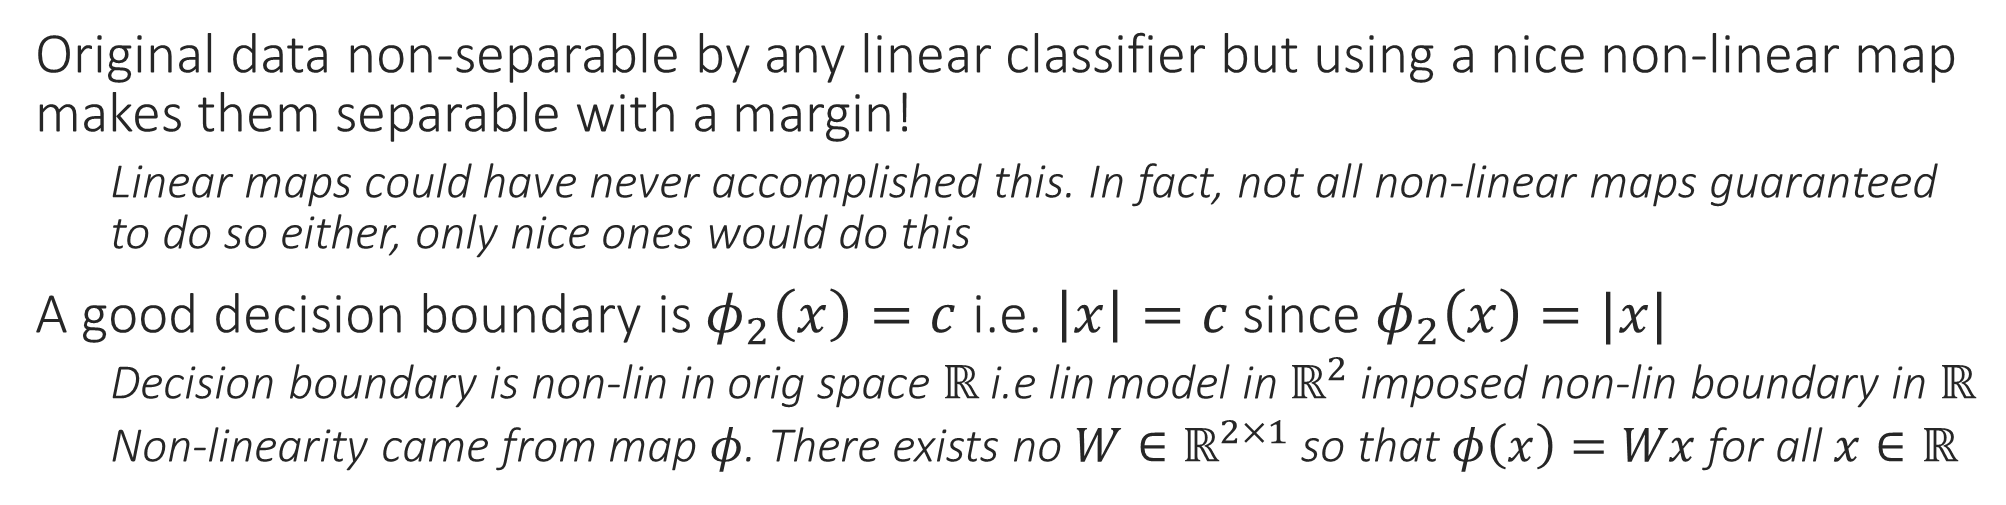 Original data non-separable by any linear classifier but using a nice non-linear map
makes them separable with a margin!
Linear maps could have never accomplished this. In fact, not all non-linear maps guaranteed
to do so either, only nice ones would do this
A good decision boundary is ϕ₂(x) = c i.e. |x| = c since ϕ₂(x) = |x|
Decision boundary is non-lin in orig space ℝ i.e lin model in ℝ² imposed non-lin boundary in ℝ
Non-linearity came from map ϕ. There exists no W ∈ ℝ²ˣ¹ so that ϕ(x) = Wx for all x ∈ ℝ